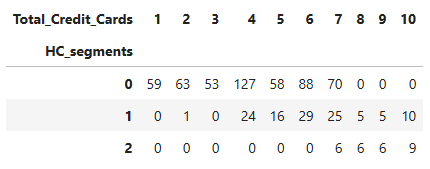 Total_Credit_Cards 1 2 3 4 5 6 7 8 9 10
HC_segments
0 59 63 53 127 58 88 70 0 0 0
1 0 1 0 24 16 29 25 5 5 10
2 0 0 0 0 0 0 6 6 6 9